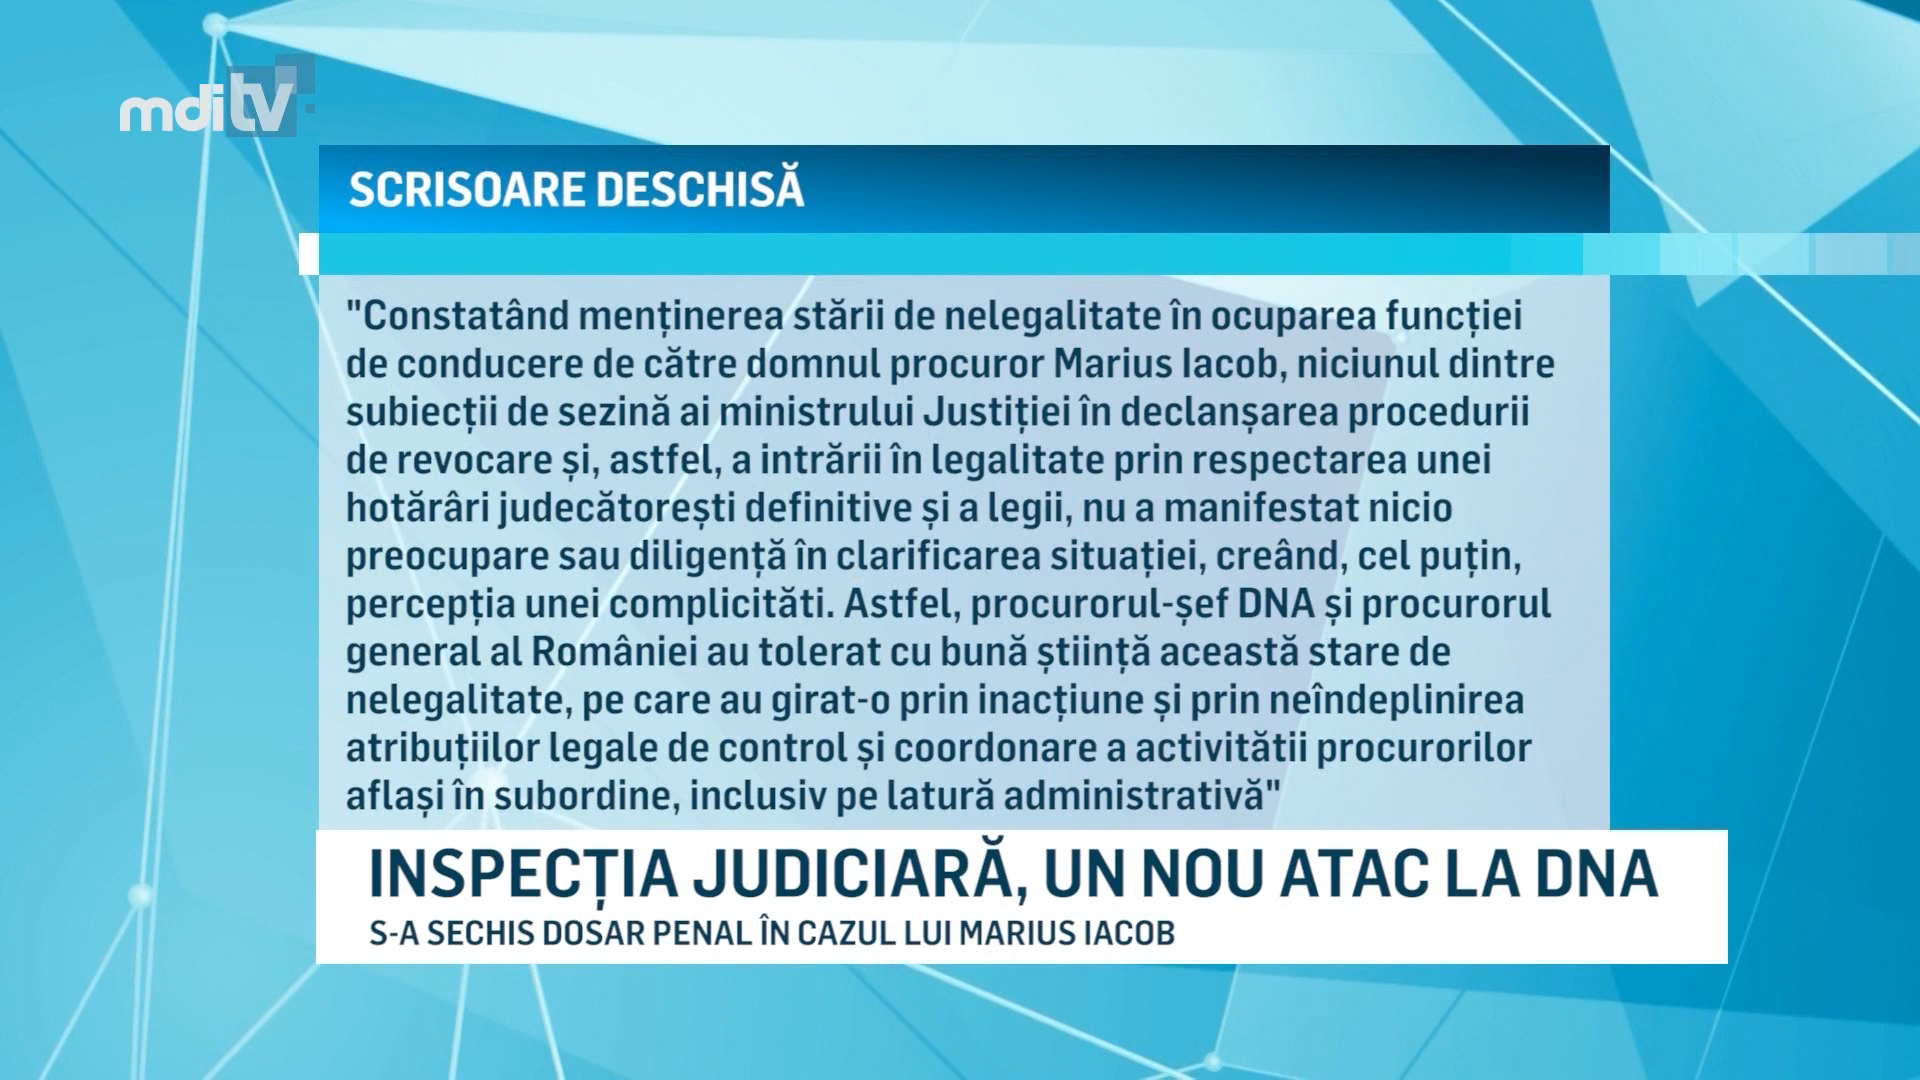 mditv
SCRISOARE DESCHISĂ
"Constatând menținerea stării de nelegalitate în ocuparea funcției
de conducere de către domnul procuror Marius Iacob, niciunul dintre
subiecții de sezină ai ministrului Justiției în declanșarea procedurii
de revocare și, astfel, a intrării în legalitate prin respectarea unei
hotărâri judecătorești definitive și a legii, nu a manifestat nicio
preocupare sau diligență în clarificarea situației, creând, cel puțin,
percepția unei complicităti. Astfel, procurorul-șef DNA și procurorul
general al României au tolerat cu bună știință această stare de
nelegalitate, pe care au girat-o prin inacțiune și prin neîndeplinirea
atribuțiilor legale de control și coordonare a activitătii procurorilor
aflași în subordine, inclusiv pe latură administrativă"
INSPECȚIA JUDICIARĂ, UN NOU ATAC LA DNA
S-A SECHIS DOSAR PENAL ÎN CAZUL LUI MARIUS IACOB